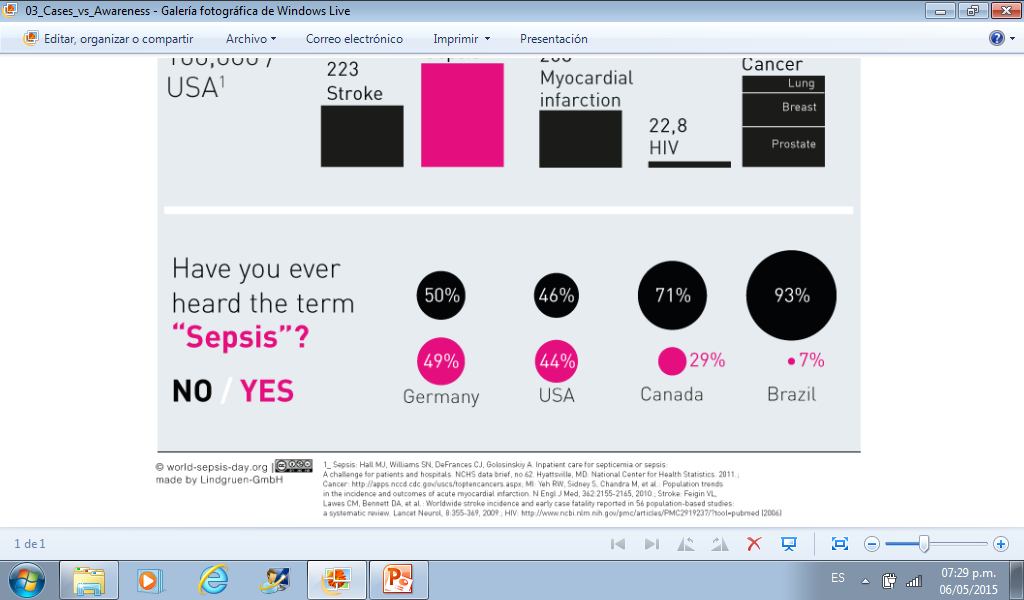 03_Cases_vs_Awareness - Galería fotográfica de Windows Live
Editar, organizar o compartir Archivo Correo electrónico Imprimir Presentación
USA1
223
Stroke
Myocardial
infarction
22,8
HIV
Cancer
Lung
Breast
Prostate
Have you ever
heard the term
“Sepsis”?
NO / YES
50% 46% 71% 93%
49% 44% 29% 7%
Germany USA Canada Brazil
© world-sepsis-day.org |
made by Lindgruen-GmbH
1_ Sepsis: Hall MJ, Williams SN, DeFrances CJ, Golosinskiy A. Inpatient care for septicemia or sepsis:
A challenge for patients and hospitals. NCHS data brief, no 62. Hyattsville, MD. National Center for Health Statistics. 2011.;
Cancer: http://apps.nccd.cdc.gov/uscs/toptencancers.aspx, MI: Yeh RW, Sidney S, Chandra M, et al.: Population trends
in the incidence and outcomes of acute myocardial infarction. N Engl J Med, 362:2155-2165, 2010.; Stroke: Feigin VL,
Lawes CM, Bennett DA, et al.: Worldwide stroke incidence and early case fatality reported in 56 population-based studies:
a systematic review. Lancet Neurol, 8:355-369, 2009.; HIV: http://www.ncbi.nlm.nih.gov/pmc/articles/PMC2919237/?tool=pubmed (2006)
1 de 1
ES
07:29 p.m.
06/05/2015